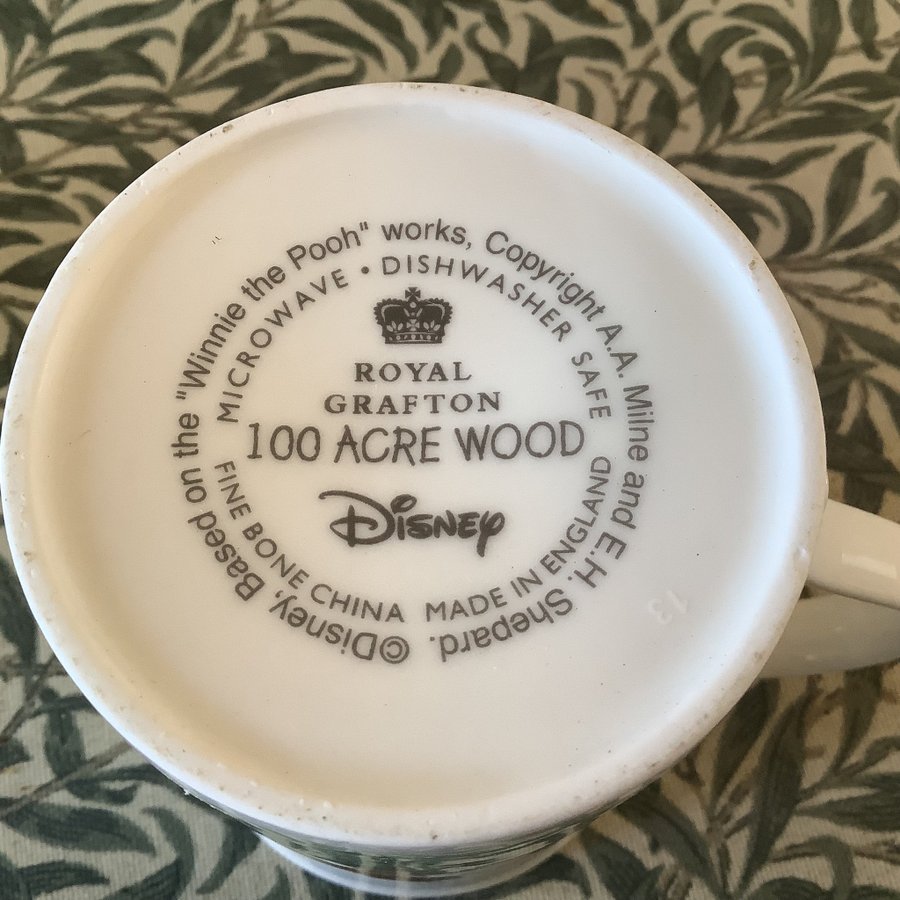 ©Disney, Based on the "Winnie the Pooh" works, Copyright A.A. Milne and E.H. Shepard.
MICROWAVE • DISHWASHER SAFE
ROYAL
GRAFTON
100 ACRE WOOD
Disney
FINE BONE CHINA MADE IN ENGLAND
13